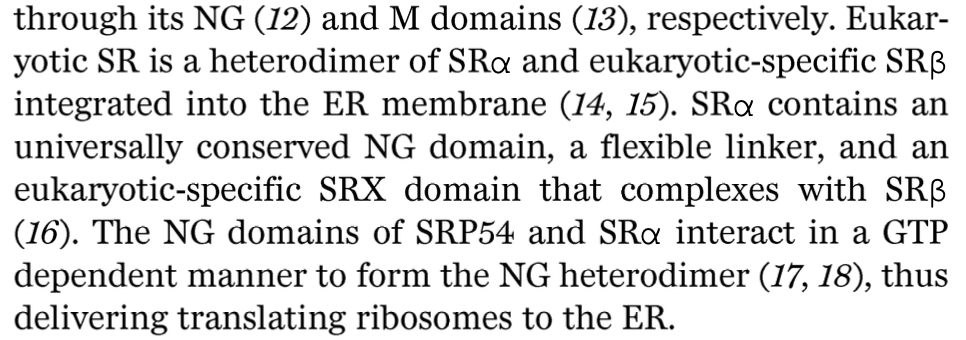 through its NG (12) and M domains (13), respectively. Eukar-
yotic SR is a heterodimer of SRα and eukaryotic-specific SRβ
integrated into the ER membrane (14, 15). SRα contains an
universally conserved NG domain, a flexible linker, and an
eukaryotic-specific SRX domain that complexes with SRβ
(16). The NG domains of SRP54 and SRα interact in a GTP
dependent manner to form the NG heterodimer (17, 18), thus
delivering translating ribosomes to the ER.